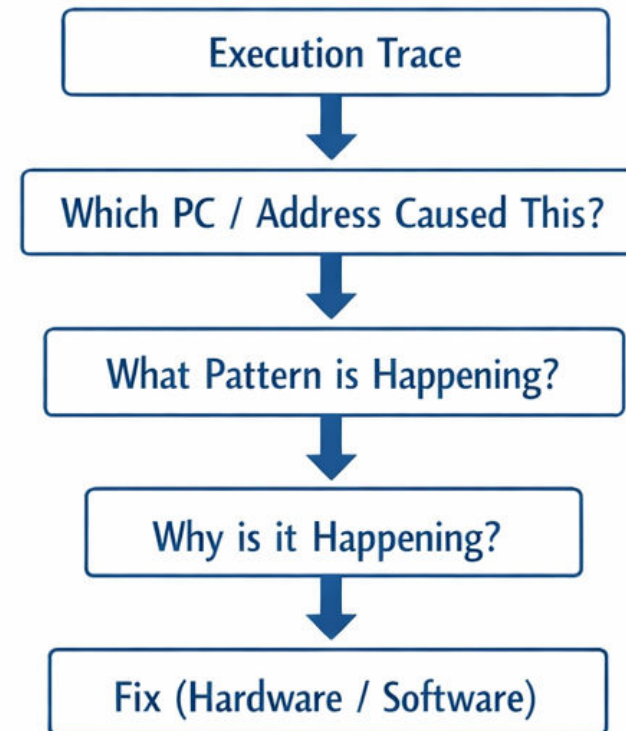 Execution Trace
Which PC / Address Caused This?
What Pattern is Happening?
Why is it Happening?
Fix (Hardware / Software)